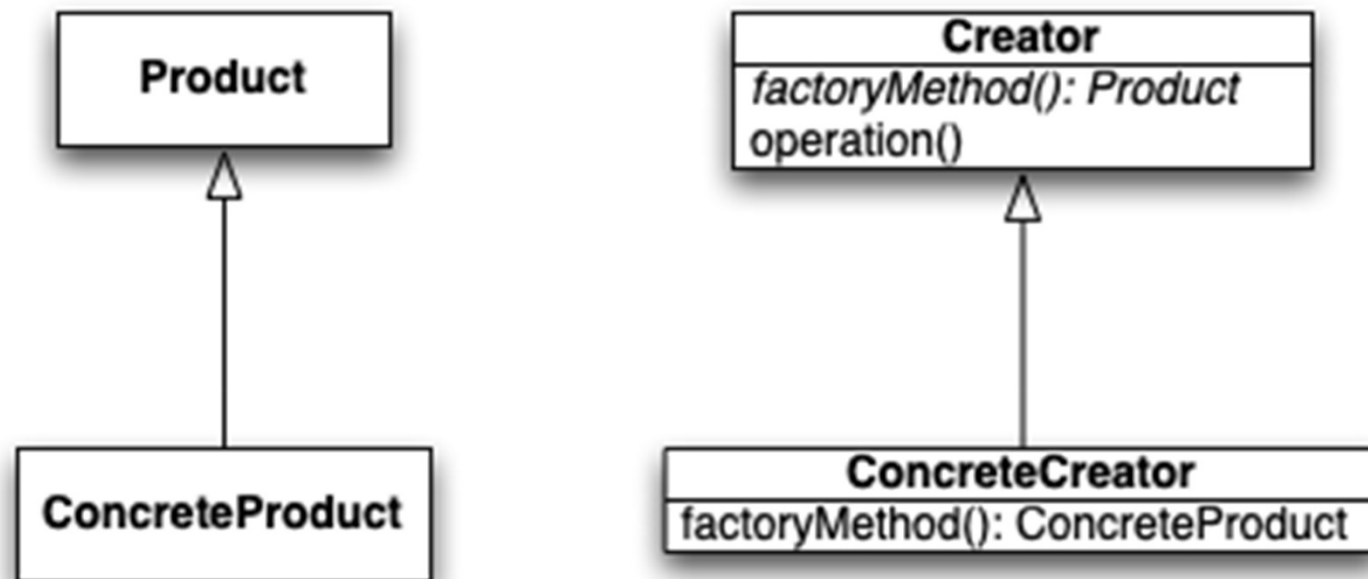 Product
Creator
factoryMethod(): Product
operation()
ConcreteProduct
ConcreteCreator
factoryMethod(): ConcreteProduct